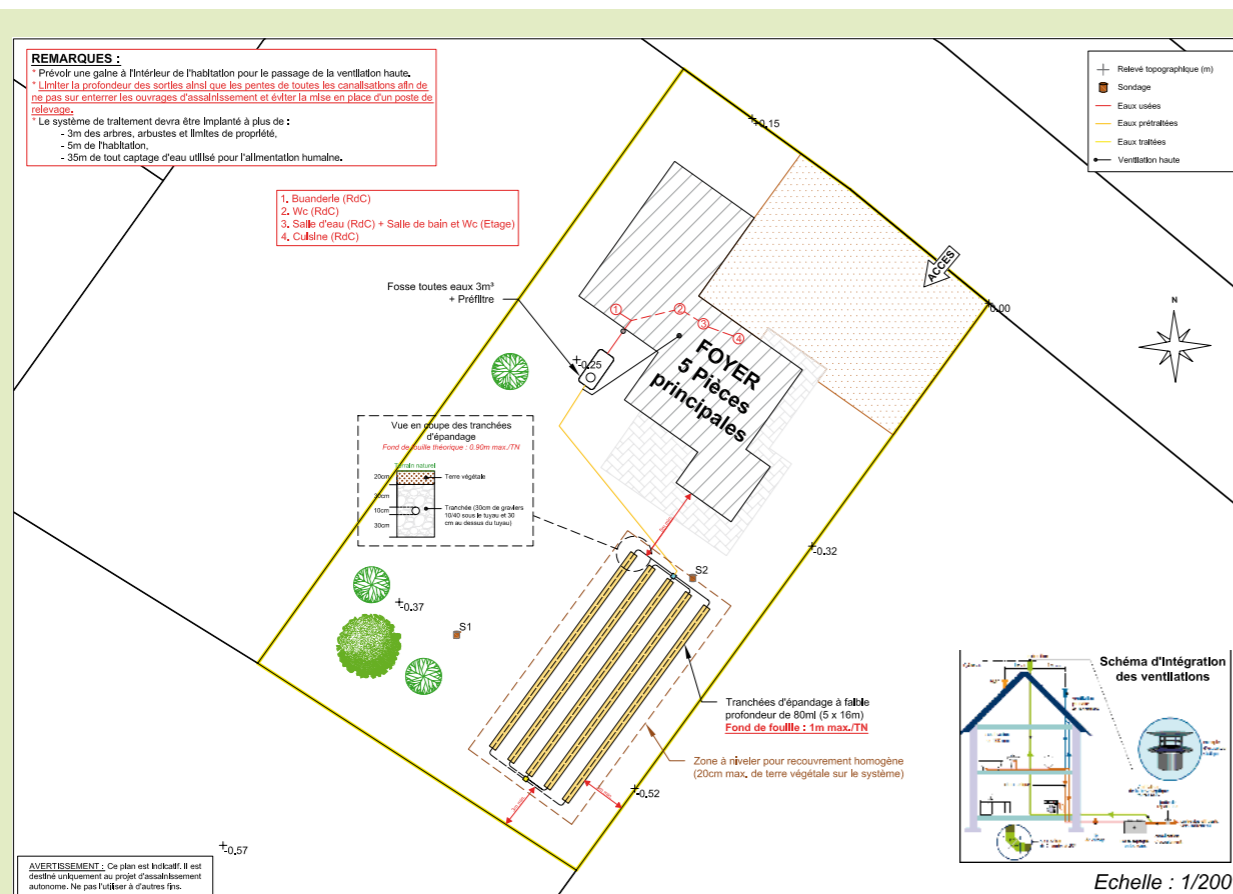 REMARQUES :
* Prévoir une gaine à l'intérieur de l'habitation pour le passage de la ventilation haute.
* Limiter la profondeur des sorties ainsi que les pentes de toutes les canalisations afin de
ne pas sur enterrer les ouvrages d'assainissement et éviter la mise en place d'un poste de
relevage.
* Le système de traitement devra être implanté à plus de :
- 3m des arbres, arbustes et limites de propriété,
- 5m de l'habitation,
- 35m de tout captage d'eau utilisé pour l'alimentation humaine.
Relevé topographique (m)
Sondage
Eaux usées
Eaux prétraitées
Eaux traitées
Ventilation haute
-0.15
1. Buanderie (RdC)
2. Wc (RdC)
3. Salle d'eau (RdC) + Salle de bain et Wc (Etage)
4. Cuisine (RdC)
ACCES
Fosse toutes eaux 3m³
+ Préfiltre
0.00
N
1
2
3
4
-0.25
FOYER
5 Pièces
principales
Vue en coupe des tranchées
d'épandage
Fond de fouille théorique : 0.90m max./TN
Terrain naturel
20cm
Terre végétale
30cm
10cm
30cm
Tranchée (30cm de graviers
10/40 sous le tuyau et 30
cm au dessus du tuyau)
-0.32
S2
-0.37
S1
Tranchées d'épandage à faible
profondeur de 80ml (5 x 16m)
Fond de fouille : 1m max./TN
Zone à niveler pour recouvrement homogène
(20cm max. de terre végétale sur le système)
-0.52
-0.57
Schéma d'intégration
des ventilations
AVERTISSEMENT : Ce plan est indicatif. Il est
destiné uniquement au projet d'assainissement
autonome. Ne pas l'utiliser à d'autres fins.
Echelle : 1/200